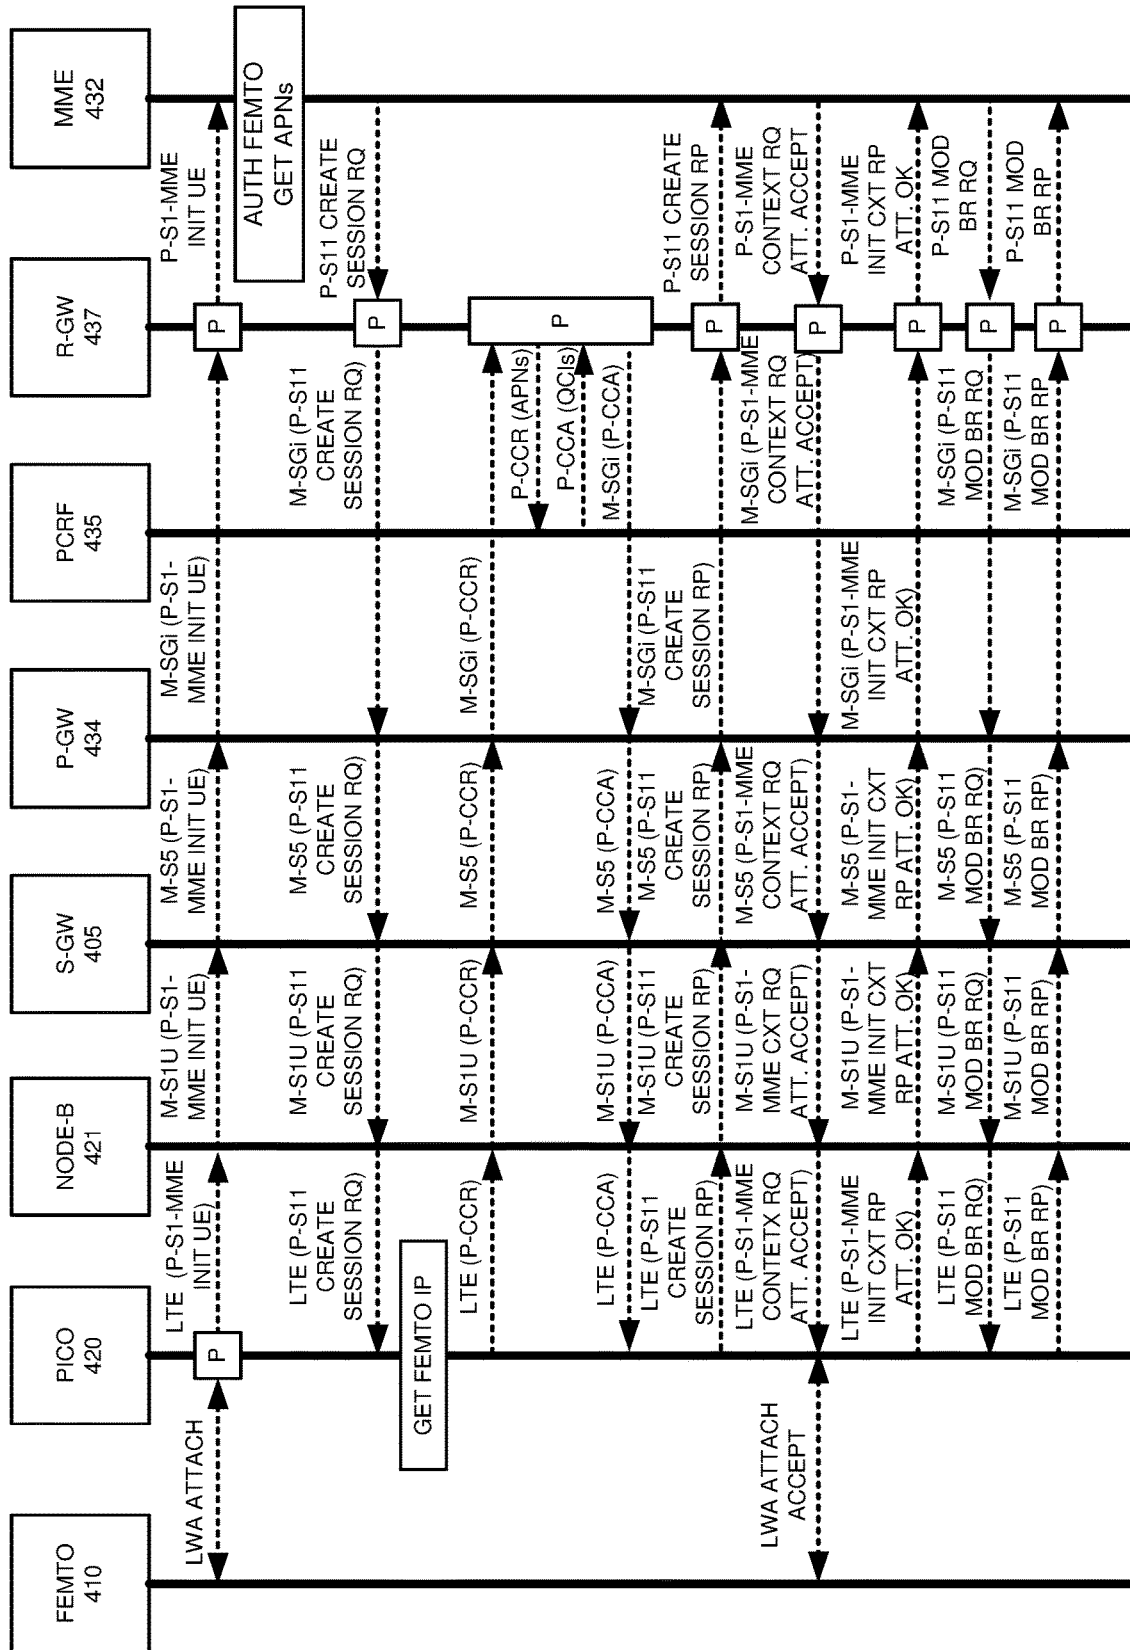 FEMTO
410
PICO
420
NODE-B
421
S-GW
405
P-GW
434
PCRF
435
R-GW
437
MME
432
LWA ATTACH
P
LTE (P-S1-MME
INIT UE)
M-S1U (P-S1-
MME INIT UE)
M-S5 (P-S1-
MME INIT UE)
M-SGi (P-S1-
MME INIT UE)
P
P-S1-MME
INIT UE
AUTH FEMTO
GET APNs
LTE (P-S11
CREATE
SESSION RQ)
M-S1U (P-S11
CREATE
SESSION RQ)
M-S5 (P-S11
CREATE
SESSION RQ)
M-SGi (P-S11
CREATE
SESSION RQ)
P
P-S11 CREATE
SESSION RQ
GET FEMTO IP
LTE (P-CCR)
M-S1U (P-CCR)
M-S5 (P-CCR)
M-SGi (P-CCR)
P
P-CCR (APNs)
P-CCA (QCIs)
LTE (P-CCA)
M-S1U (P-CCA)
M-S5 (P-CCA)
M-SGi (P-CCA)
LTE (P-S11
CREATE
SESSION RP)
M-S1U (P-S11
CREATE
SESSION RP)
M-S5 (P-S11
CREATE
SESSION RP)
M-SGi (P-S11
CREATE
SESSION RP)
P
P-S11 CREATE
SESSION RP
LWA ATTACH
ACCEPT
LTE (P-S1-MME
CONTETX RQ
ATT. ACCEPT)
M-S1U (P-S1-
MME CXT RQ
ATT. ACCEPT)
M-S5 (P-S1-MME
CONTEXT RQ
ATT. ACCEPT)
M-SGi (P-S1-MME
CONTEXT RQ
ATT. ACCEPT)
P
P-S1-MME
CONTEXT RQ
ATT. ACCEPT
LTE (P-S1-MME
INIT CXT RP
ATT. OK)
M-S1U (P-S1-
MME INIT CXT
RP ATT. OK)
M-S5 (P-S1-
MME INIT CXT
RP ATT. OK)
M-SGi (P-S1-MME
INIT CXT RP
ATT. OK)
P
P-S1-MME
INIT CXT RP
ATT. OK
LTE (P-S11
MOD BR RQ)
M-S1U (P-S11
MOD BR RQ)
M-S5 (P-S11
MOD BR RQ)
M-SGi (P-S11
MOD BR RQ)
P
P-S11 MOD
BR RQ
LTE (P-S11
MOD BR RP)
M-S1U (P-S11
MOD BR RP)
M-S5 (P-S11
MOD BR RP)
M-SGi (P-S11
MOD BR RP)
P
P-S11 MOD
BR RP